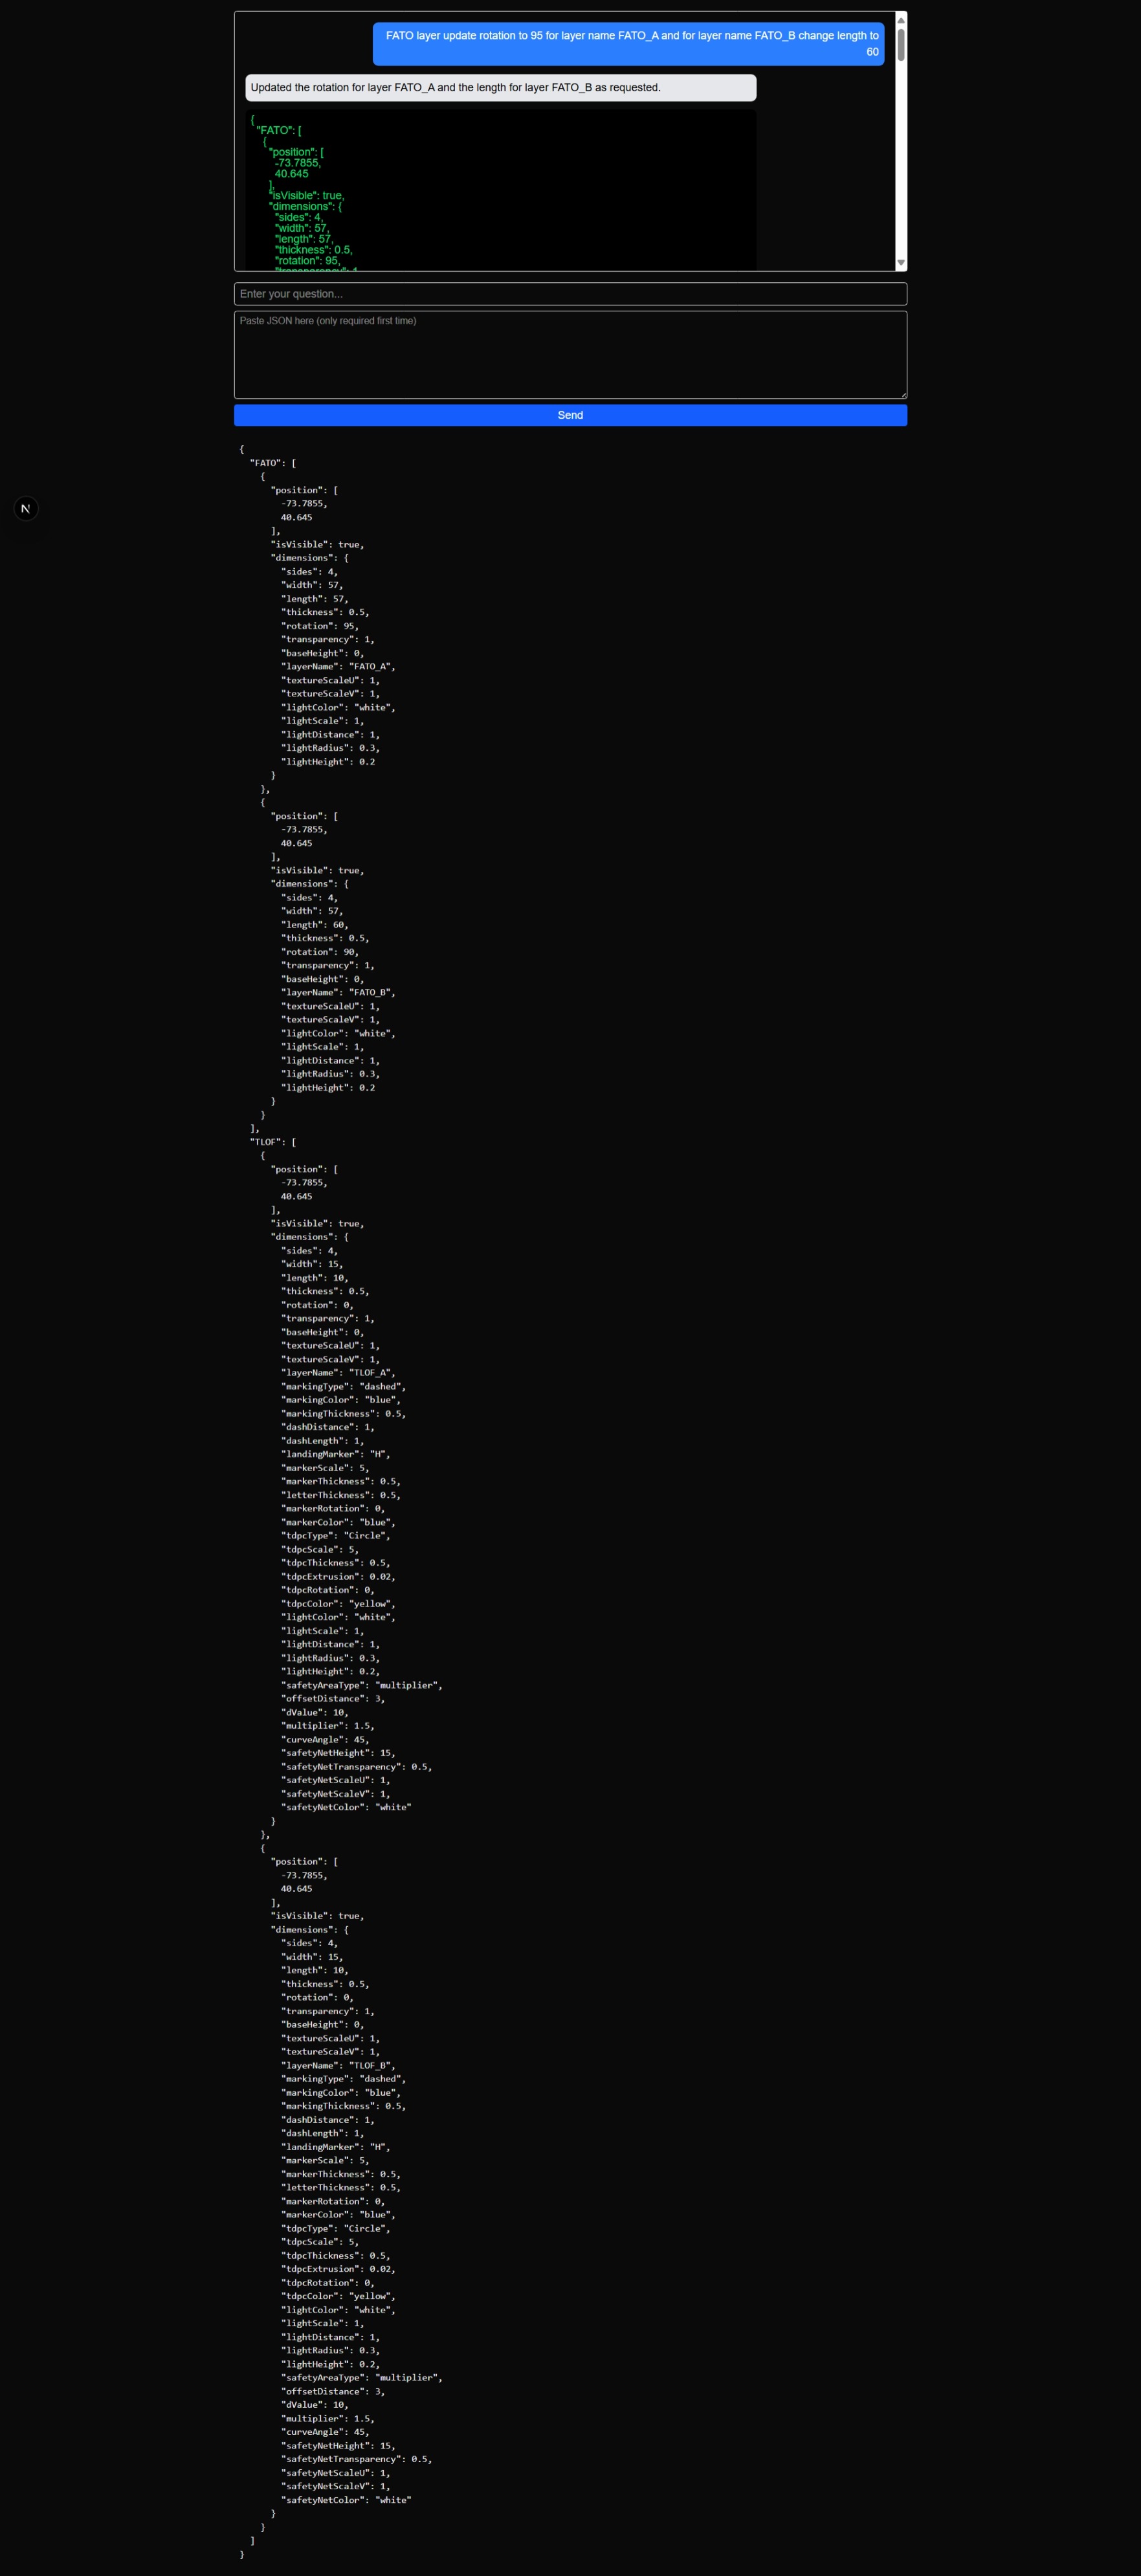 FATO layer update rotation to 95 for layer name FATO_A and for layer name FATO_B change length to
60
Updated the rotation for layer FATO_A and the length for layer FATO_B as requested.
{
"FATO": [
{
"position": [
-73.7855,
40.645
],
"isVisible": true,
"dimensions": {
"sides": 4,
"width": 57,
"length": 57,
"thickness": 0.5,
"rotation": 95,
"transparency": 1,
Enter your question...
Paste JSON here (only required first time)
Send
{
"FATO": [
{
"position": [
-73.7855,
40.645
],
"isVisible": true,
"dimensions": {
"sides": 4,
"width": 57,
"length": 57,
"thickness": 0.5,
"rotation": 95,
"transparency": 1,
"baseHeight": 0,
"layerName": "FATO_A",
"textureScaleU": 1,
"textureScaleV": 1,
"lightColor": "white",
"lightScale": 1,
"lightDistance": 1,
"lightRadius": 0.3,
"lightHeight": 0.2
}
},
{
"position": [
-73.7855,
40.645
],
"isVisible": true,
"dimensions": {
"sides": 4,
"width": 57,
"length": 60,
"thickness": 0.5,
"rotation": 90,
"transparency": 1,
"baseHeight": 0,
"layerName": "FATO_B",
"textureScaleU": 1,
"textureScaleV": 1,
"lightColor": "white",
"lightScale": 1,
"lightDistance": 1,
"lightRadius": 0.3,
"lightHeight": 0.2
}
}
],
"TLOF": [
{
"position": [
-73.7855,
40.645
],
"isVisible": true,
"dimensions": {
"sides": 4,
"width": 15,
"length": 10,
"thickness": 0.5,
"rotation": 0,
"transparency": 1,
"baseHeight": 0,
"textureScaleU": 1,
"textureScaleV": 1,
"layerName": "TLOF_A",
"markingType": "dashed",
"markingColor": "blue",
"markingThickness": 0.5,
"dashDistance": 1,
"dashLength": 1,
"landingMarker": "H",
"markerScale": 5,
"markerThickness": 0.5,
"letterThickness": 0.5,
"markerRotation": 0,
"markerColor": "blue",
"tdpcType": "Circle",
"tdpcScale": 5,
"tdpcThickness": 0.5,
"tdpcExtrusion": 0.02,
"tdpcRotation": 0,
"tdpcColor": "yellow",
"lightColor": "white",
"lightScale": 1,
"lightDistance": 1,
"lightRadius": 0.3,
"lightHeight": 0.2,
"safetyAreaType": "multiplier",
"offsetDistance": 3,
"dValue": 10,
"multiplier": 1.5,
"curveAngle": 45,
"safetyNetHeight": 15,
"safetyNetTransparency": 0.5,
"safetyNetScaleU": 1,
"safetyNetScaleV": 1,
"safetyNetColor": "white"
}
},
{
"position": [
-73.7855,
40.645
],
"isVisible": true,
"dimensions": {
"sides": 4,
"width": 15,
"length": 10,
"thickness": 0.5,
"rotation": 0,
"transparency": 1,
"baseHeight": 0,
"textureScaleU": 1,
"textureScaleV": 1,
"layerName": "TLOF_B",
"markingType": "dashed",
"markingColor": "blue",
"markingThickness": 0.5,
"dashDistance": 1,
"dashLength": 1,
"landingMarker": "H",
"markerScale": 5,
"markerThickness": 0.5,
"letterThickness": 0.5,
"markerRotation": 0,
"markerColor": "blue",
"tdpcType": "Circle",
"tdpcScale": 5,
"tdpcThickness": 0.5,
"tdpcExtrusion": 0.02,
"tdpcRotation": 0,
"tdpcColor": "yellow",
"lightColor": "white",
"lightScale": 1,
"lightDistance": 1,
"lightRadius": 0.3,
"lightHeight": 0.2,
"safetyAreaType": "multiplier",
"offsetDistance": 3,
"dValue": 10,
"multiplier": 1.5,
"curveAngle": 45,
"safetyNetHeight": 15,
"safetyNetTransparency": 0.5,
"safetyNetScaleU": 1,
"safetyNetScaleV": 1,
"safetyNetColor": "white"
}
}
]
}
N